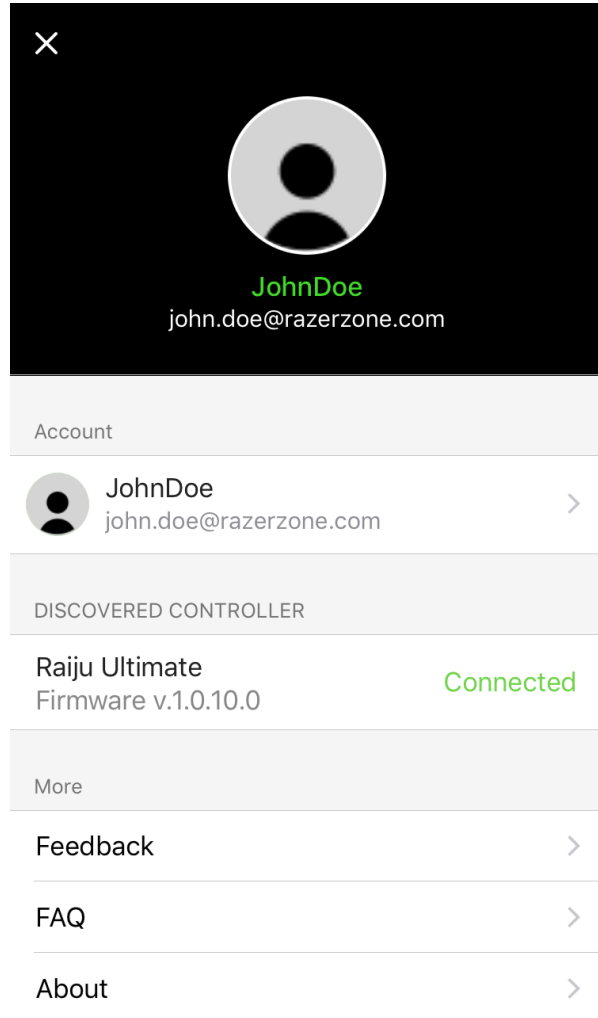 JohnDoe
john.doe@razerzone.com
Account
JohnDoe
john.doe@razerzone.com
DISCOVERED CONTROLLER
Raiju Ultimate
Connected
Firmware v.1.0.10.0
More
Feedback
FAQ
About